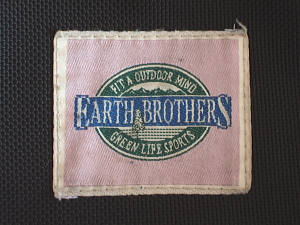 FIT A OUTDOOR MIND
EARTH BROTHERS
GREEN LIFE SPORTS